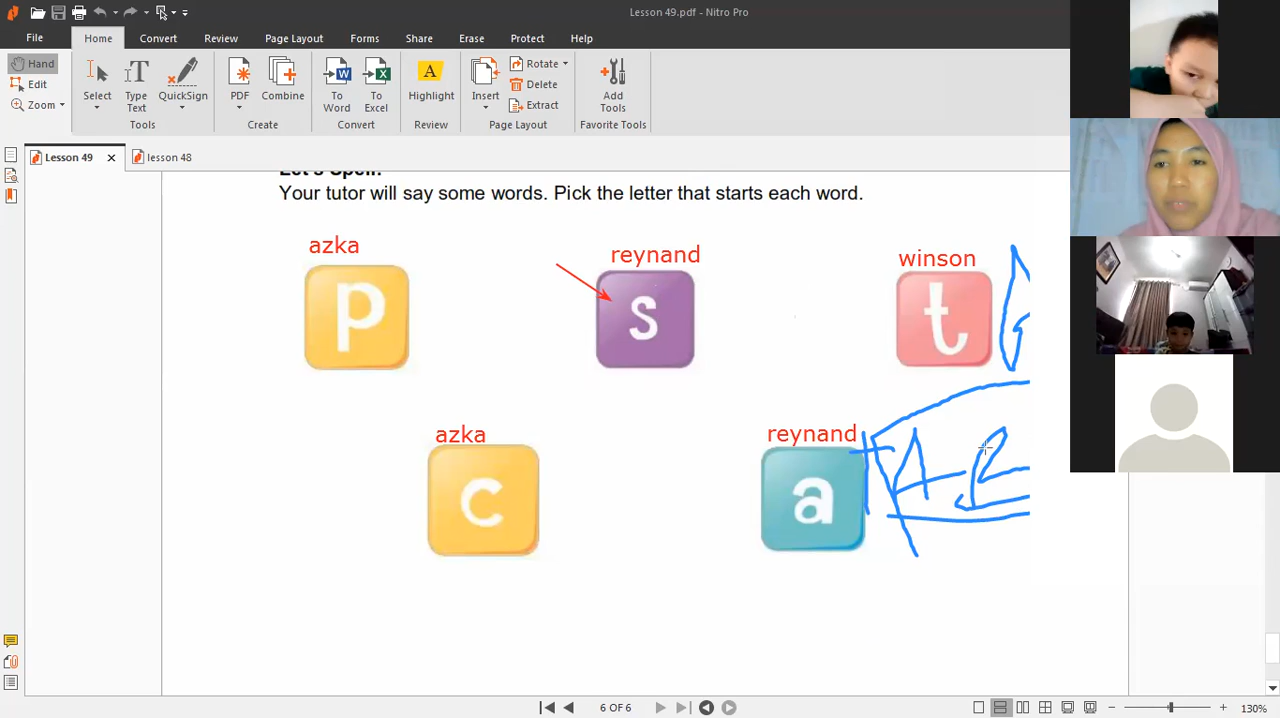 Lesson 49.pdf - Nitro Pro
File Home Convert Review Page Layout Forms Share Erase Protect Help
Hand
Edit
Zoom
Select
Type Text
QuickSign
Tools
PDF
Combine
Create
To Word
To Excel
Convert
Highlight
Review
Insert
Rotate
Delete
Extract
Page Layout
Add Tools
Favorite Tools
Lesson 49
lesson 48
Let's Spell!
Your tutor will say some words. Pick the letter that starts each word.
azka reynand winson
p s t
azka reynand
c a
6 OF 6
130%